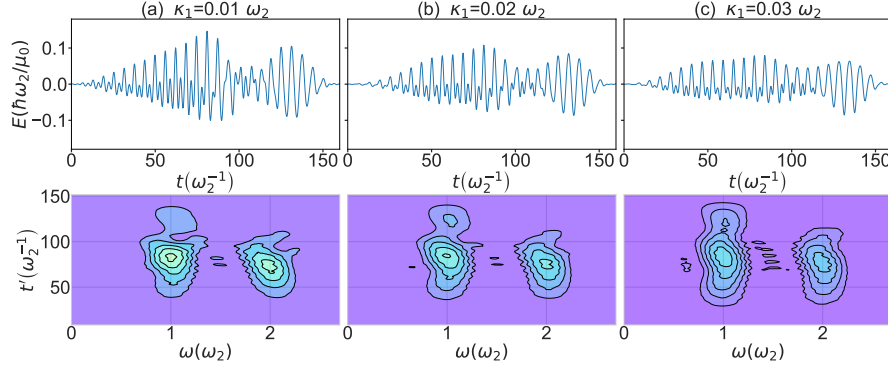 (a) κ₁=0.01 ω₂ (b) κ₁=0.02 ω₂ (c) κ₁=0.03 ω₂
E(ħω₂/μ₀)
0.1
0.0
−0.1
0 50 100 150 0 50 100 150 0 50 100 150
t(ω₂⁻¹) t(ω₂⁻¹) t(ω₂⁻¹)
t′(ω₂⁻¹)
150
100
50
0 1 2 0 1 2 0 1 2
ω(ω₂) ω(ω₂) ω(ω₂)